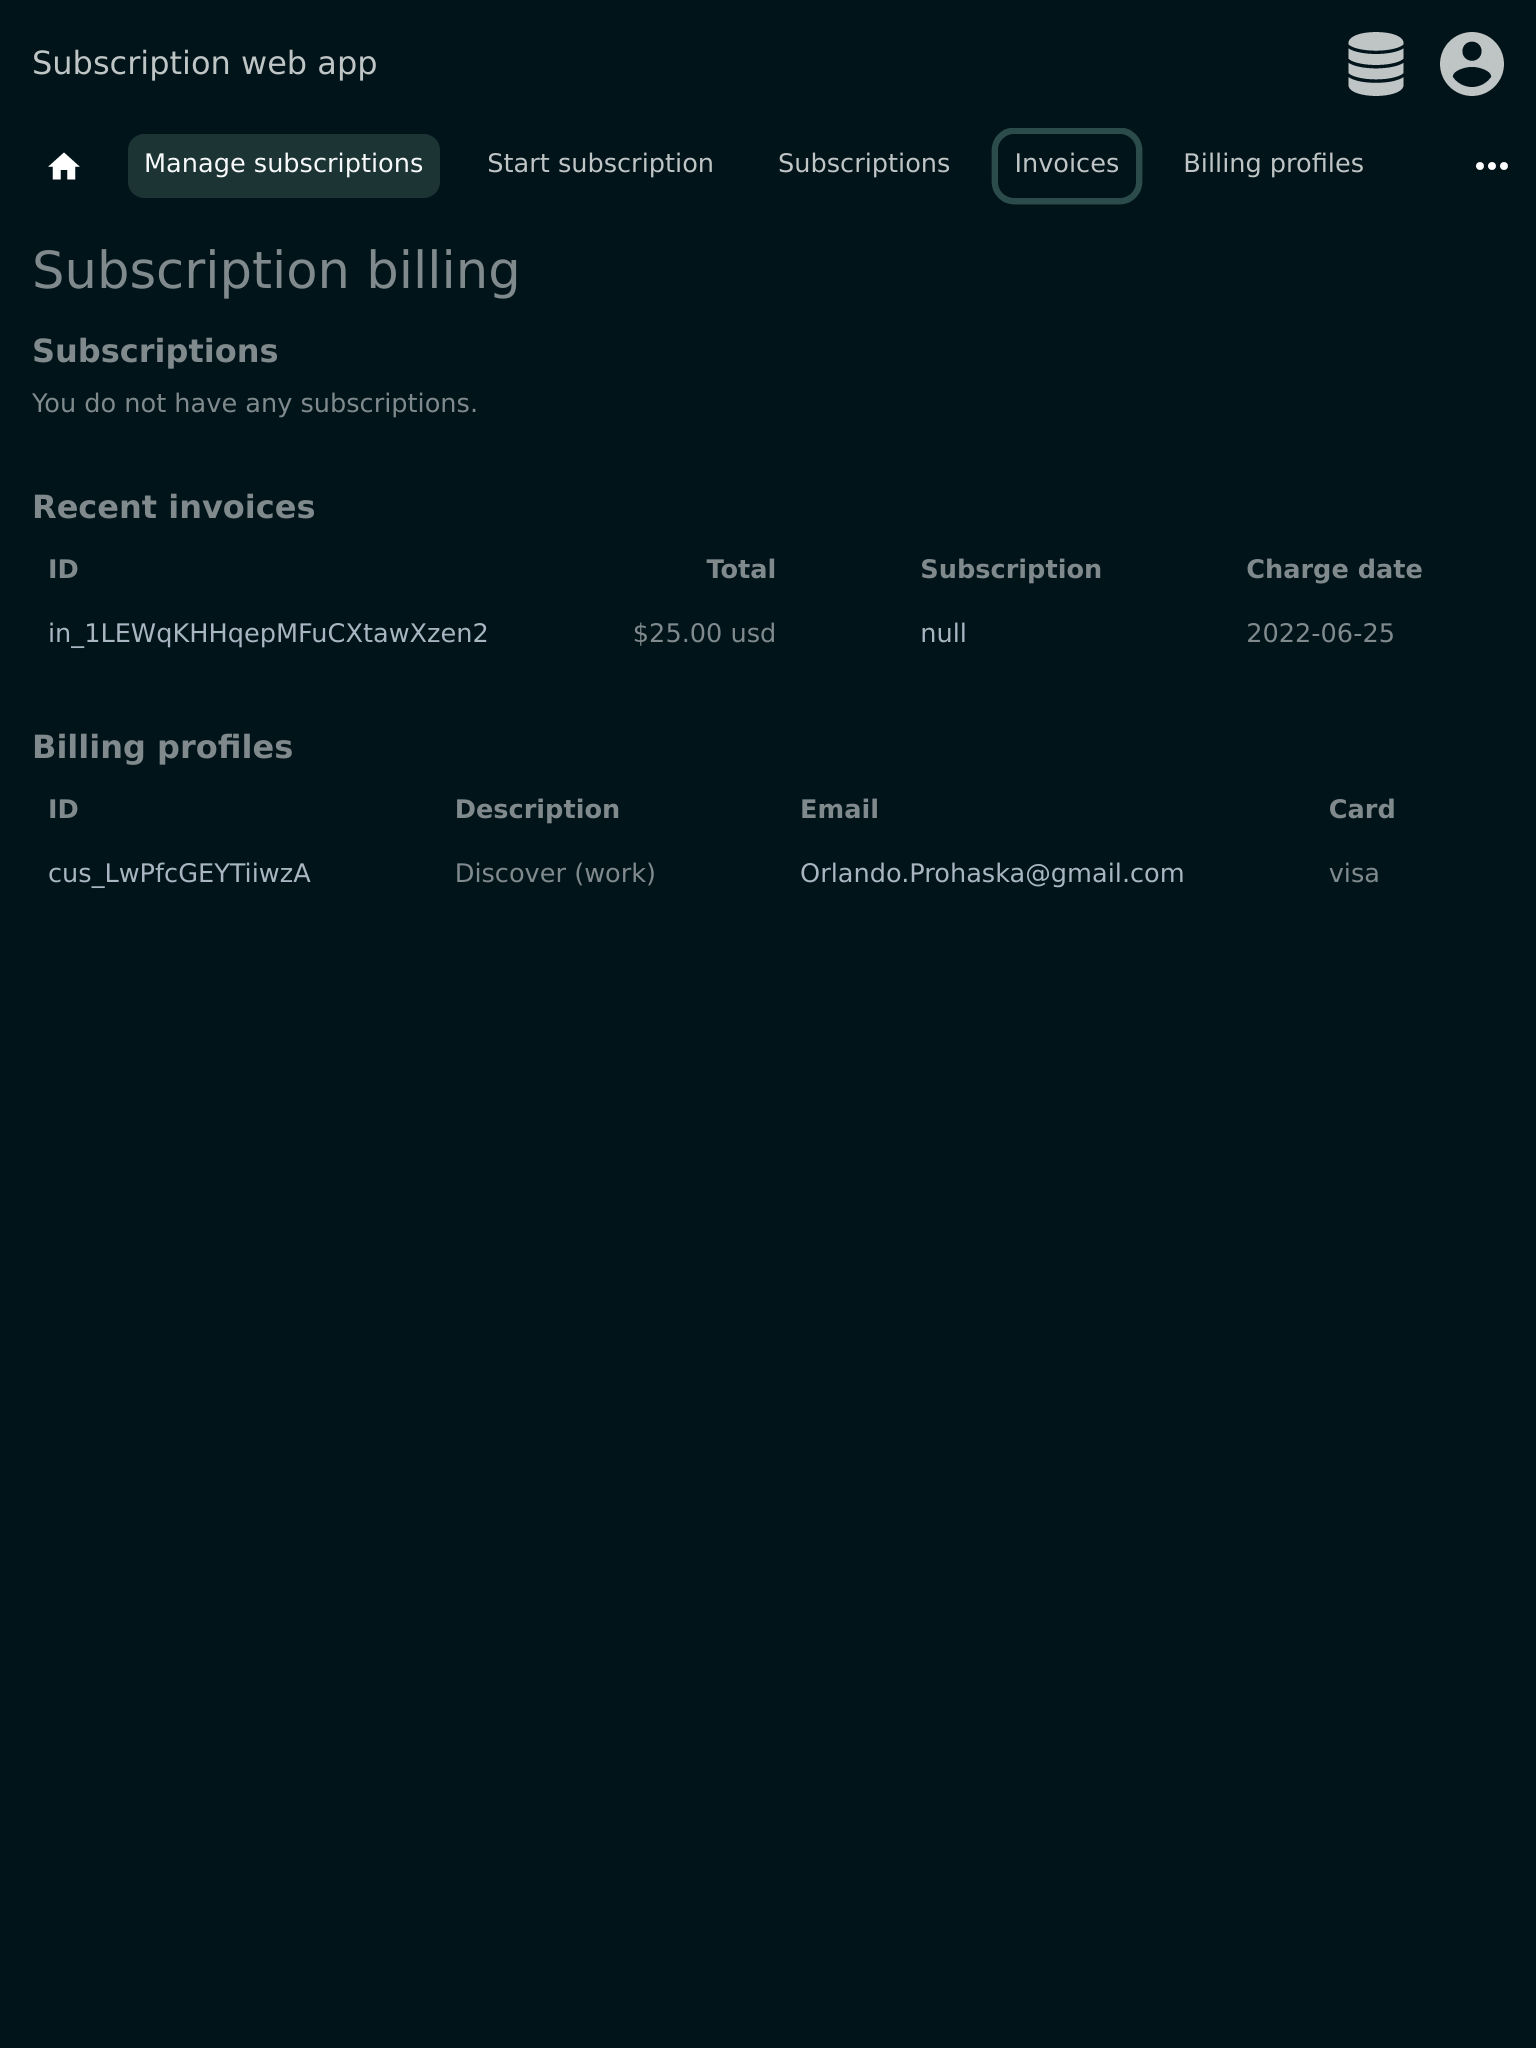 Subscription web app
Manage subscriptions Start subscription Subscriptions Invoices Billing profiles
Subscription billing
Subscriptions
You do not have any subscriptions.
Recent invoices
ID Total Subscription Charge date
in_1LEWqKHHqepMFuCXtawXzen2 $25.00 usd null 2022-06-25
Billing profiles
ID Description Email Card
cus_LwPfcGEYTiiwzA Discover (work) Orlando.Prohaska@gmail.com visa